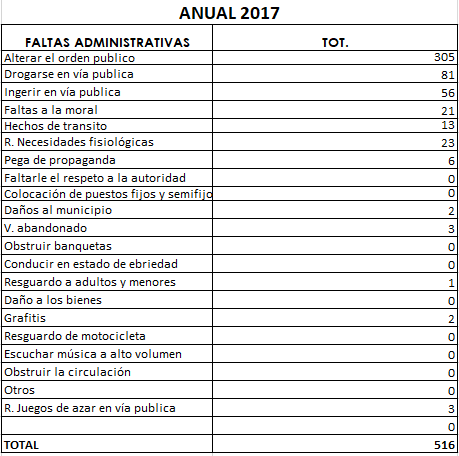 ANUAL 2017
FALTAS ADMINISTRATIVAS TOT.
Alterar el orden publico 305
Drogarse en vía publica 81
Ingerir en vía publica 56
Faltas a la moral 21
Hechos de transito 13
R. Necesidades fisiológicas 23
Pega de propaganda 6
Faltarle el respeto a la autoridad 0
Colocación de puestos fijos y semifijo 0
Daños al municipio 2
V. abandonado 3
Obstruir banquetas 0
Conducir en estado de ebriedad 0
Resguardo a adultos y menores 1
Daño a los bienes 0
Grafitis 2
Resguardo de motocicleta 0
Escuchar música a alto volumen 0
Obstruir la circulación 0
Otros 0
R. Juegos de azar en vía publica 3
0
TOTAL 516